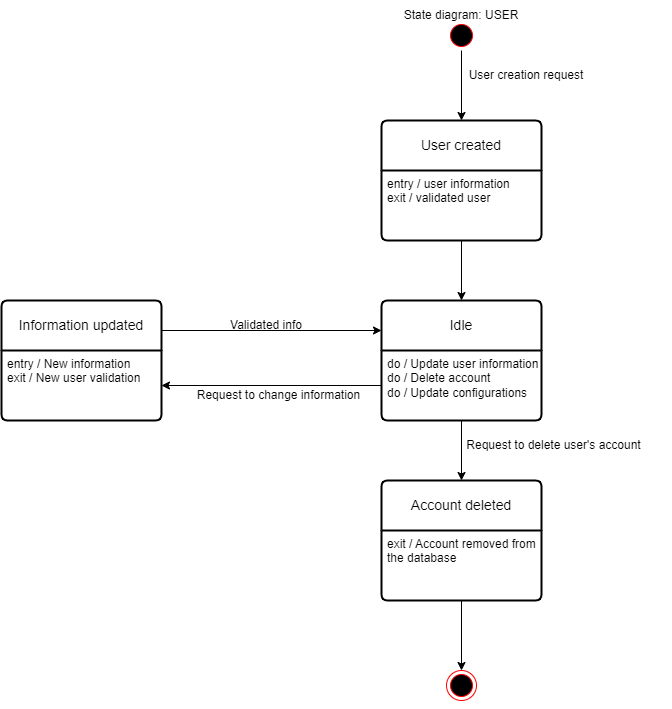 State diagram: USER
User creation request
User created
entry / user information
exit / validated user
Information updated
entry / New information
exit / New user validation
Validated info
Request to change information
Idle
do / Update user information
do / Delete account
do / Update configurations
Request to delete user's account
Account deleted
exit / Account removed from
the database